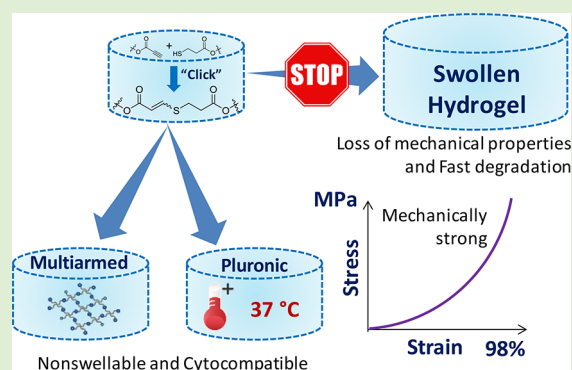 O
O
+
HS
O
O
"Click"
O
O
S
O
O
STOP
Swollen
Hydrogel
Loss of mechanical properties
and Fast degradation
Multiarmed
Pluronic
+
37 °C
Nonswellable and Cytocompatible
MPa
Mechanically
strong
Stress
Strain 98%